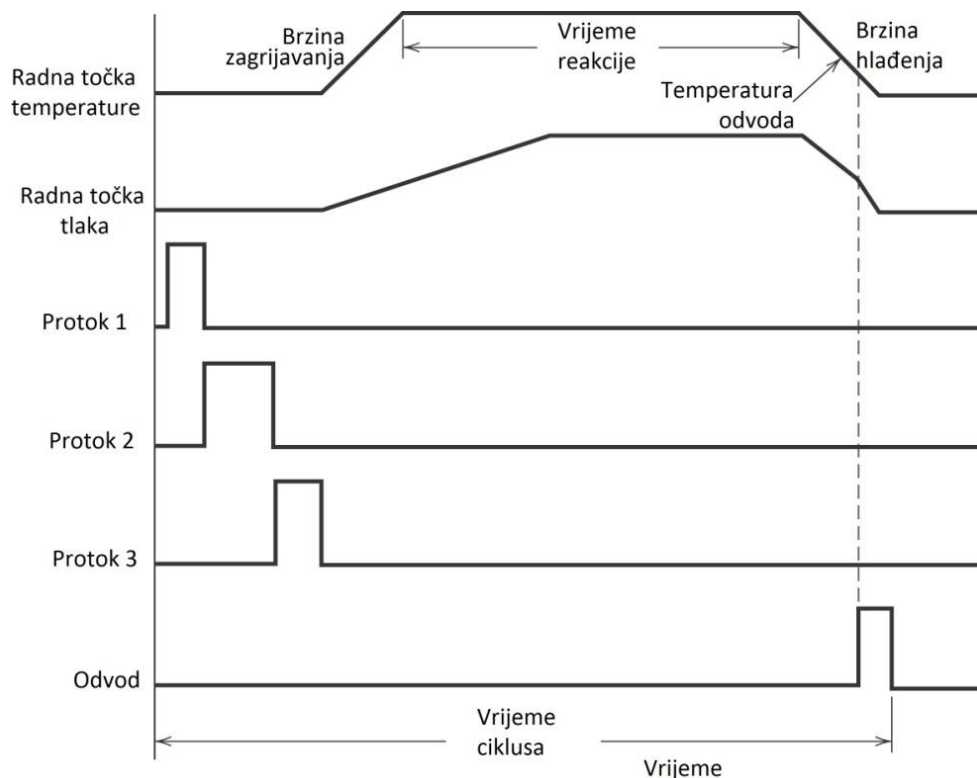 Brzina
zagrijavanja
Vrijeme
reakcije
Brzina
hlađenja
Radna točka
temperature
Temperatura
odvoda
Radna točka
tlaka
Protok 1
Protok 2
Protok 3
Odvod
Vrijeme
ciklusa
Vrijeme